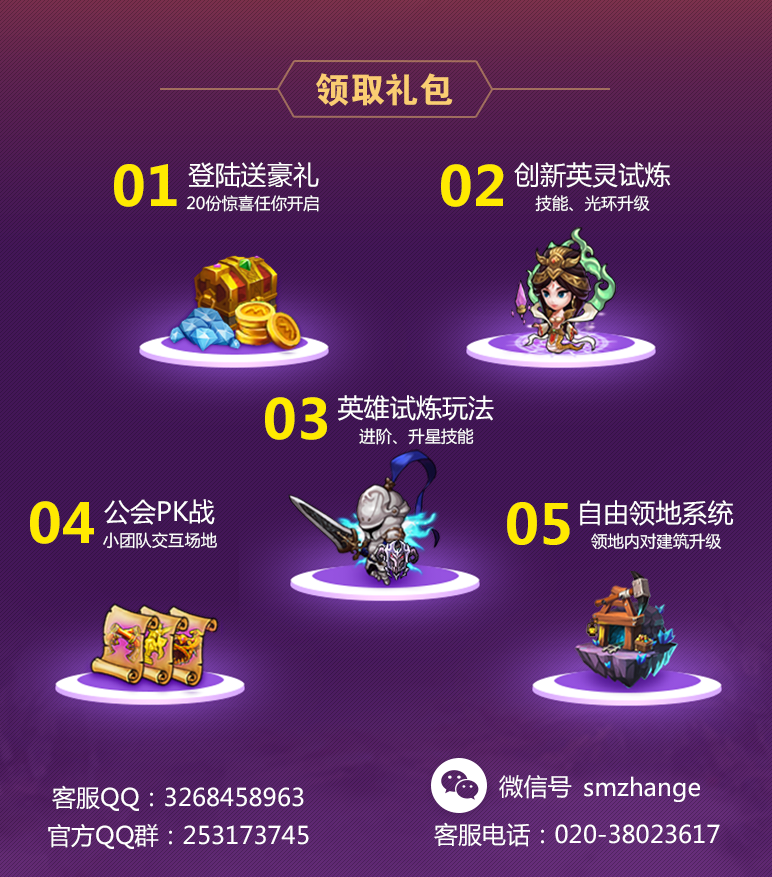 领取礼包
01 登陆送豪礼
20份惊喜任你开启
02 创新英灵试炼
技能、光环升级
03 英雄试炼玩法
进阶、升星技能
04 公会PK战
小团队交互场地
05 自由领地系统
领地内对建筑升级
客服QQ：3268458963
官方QQ群：253173745
微信号 smzhange
客服电话：020-38023617